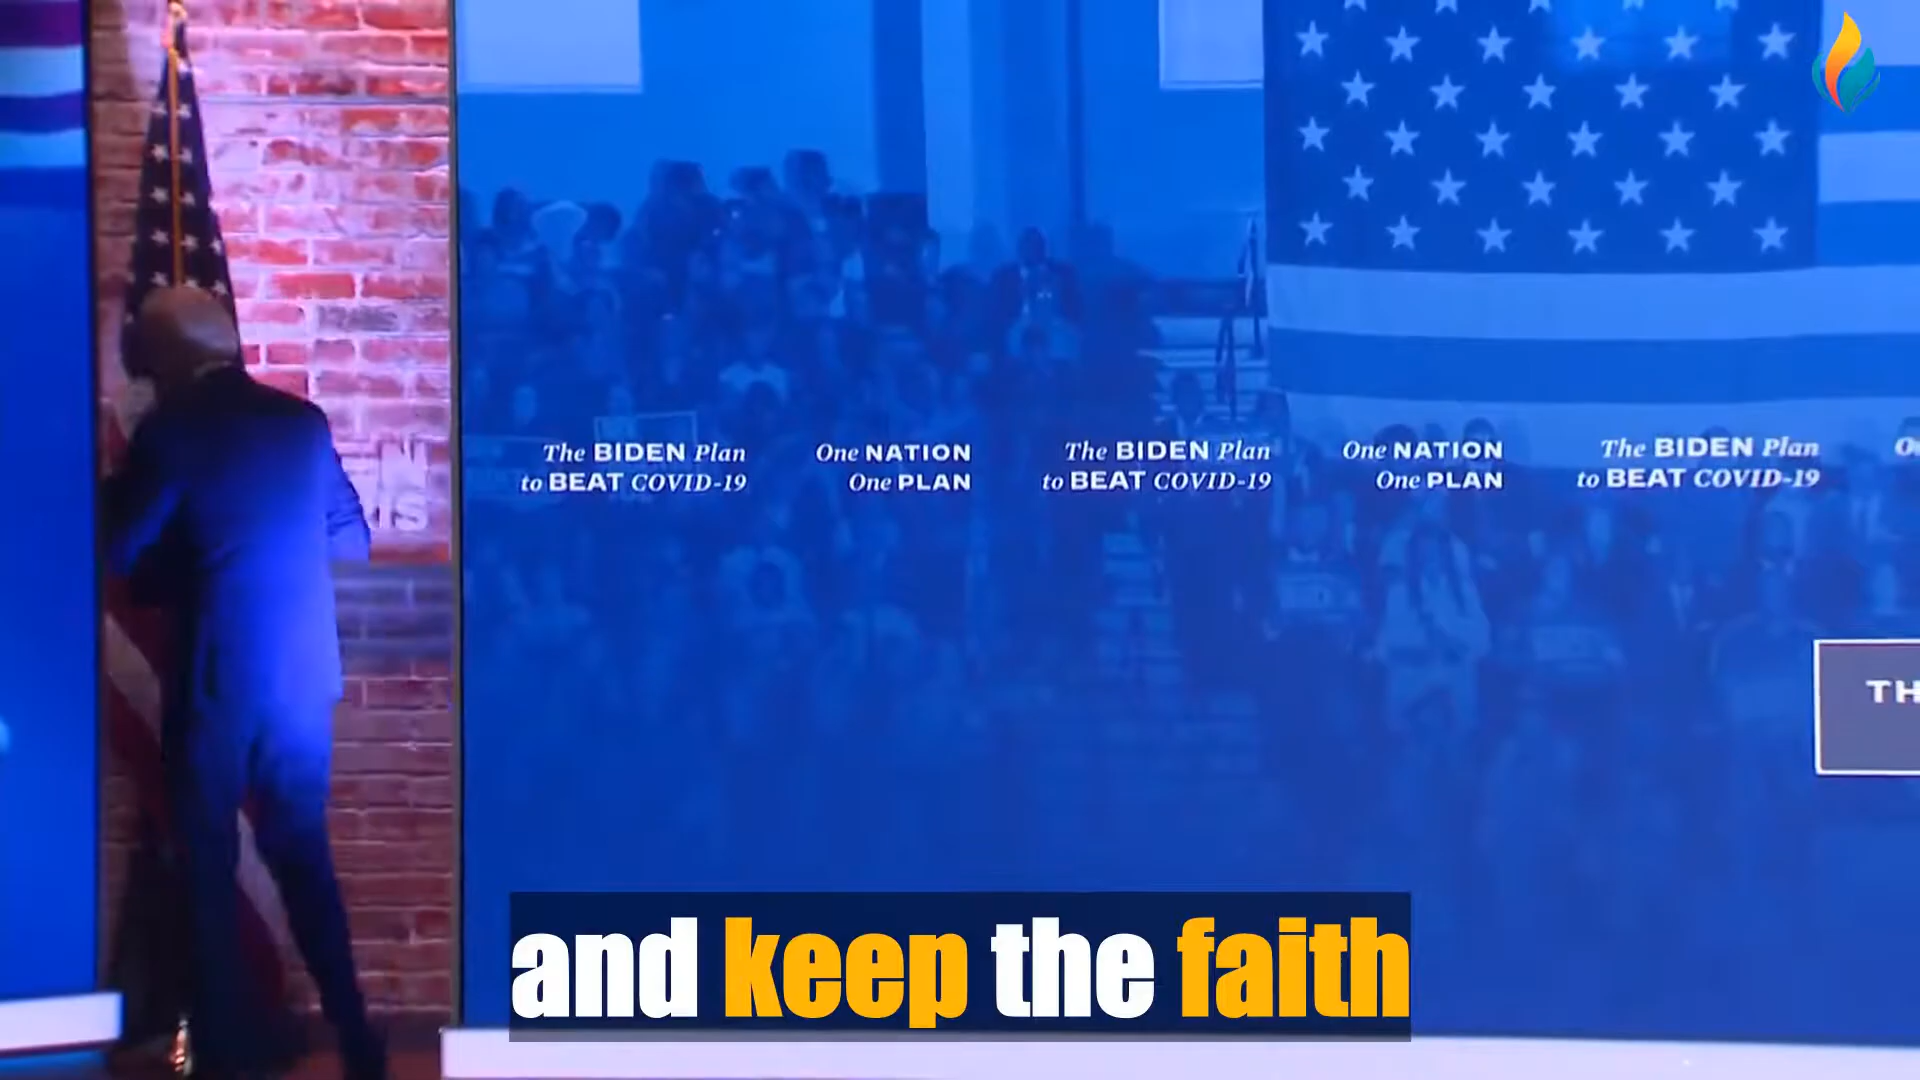 The BIDEN Plan
to BEAT COVID-19
One NATION
One PLAN
The BIDEN Plan
to BEAT COVID-19
One NATION
One PLAN
The BIDEN Plan
to BEAT COVID-19
and keep the faith